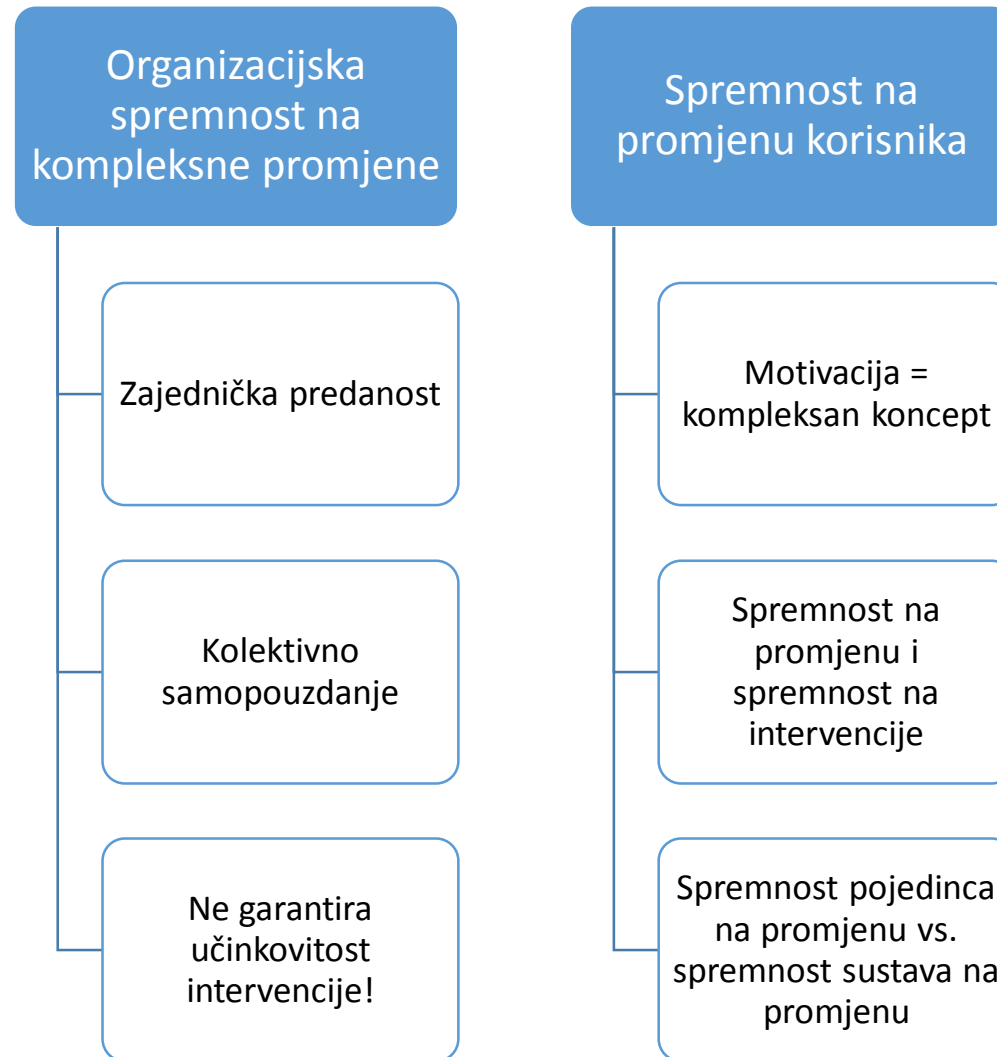 Organizacijska
spremnost na
kompleksne promjene
Zajednička predanost
Kolektivno
samopouzdanje
Ne garantira
učinkovitost
intervencije!
Spremnost na
promjenu korisnika
Motivacija =
kompleksan koncept
Spremnost na
promjenu i
spremnost na
intervencije
Spremnost pojedinca
na promjenu vs.
spremnost sustava na
promjenu